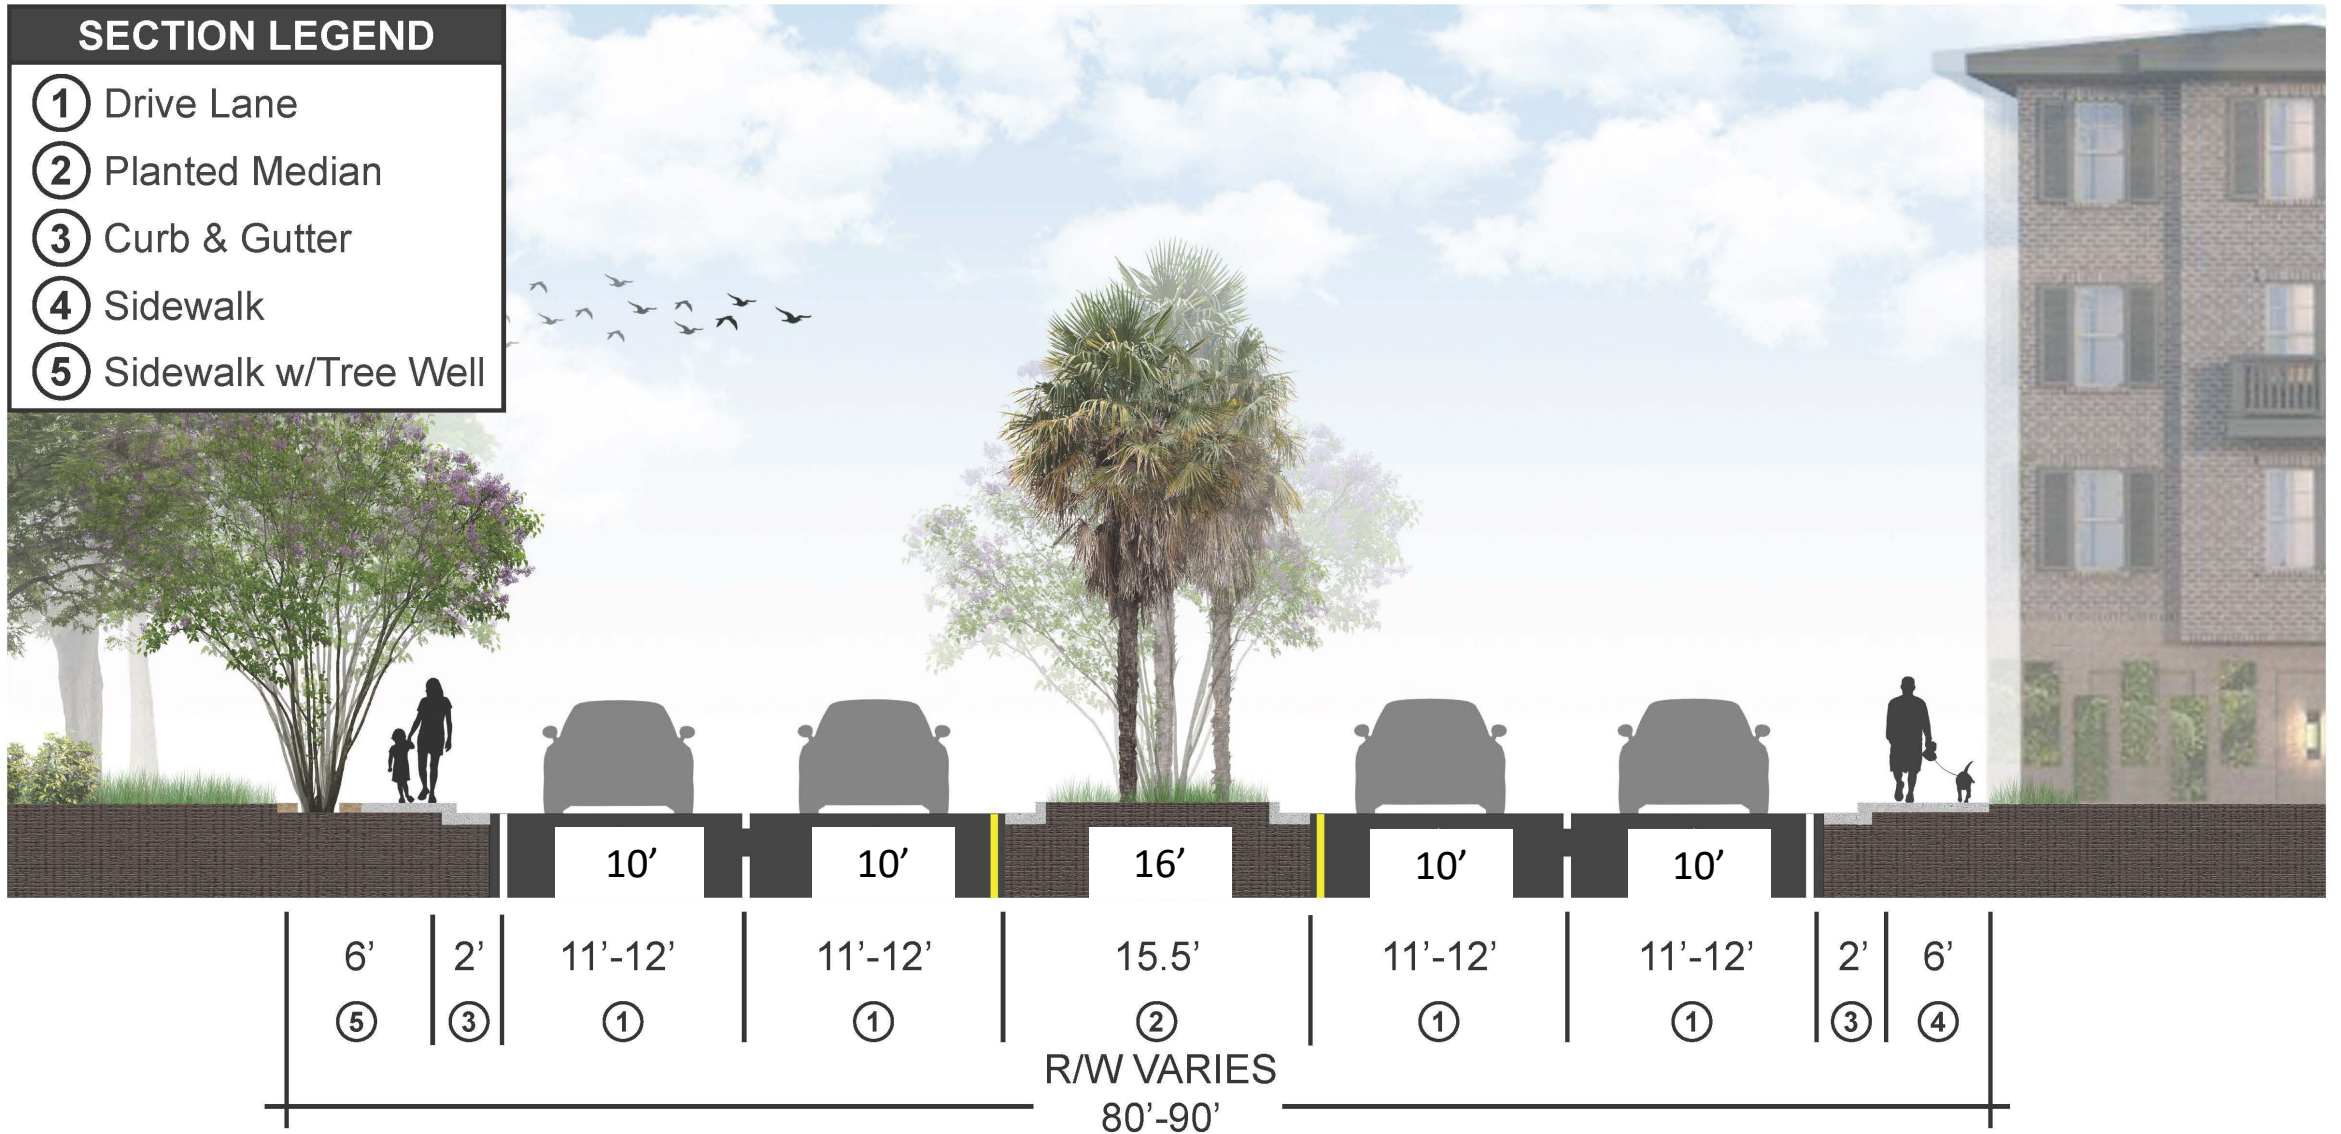 SECTION LEGEND
1 Drive Lane
2 Planted Median
3 Curb & Gutter
4 Sidewalk
5 Sidewalk w/Tree Well
10’ 10’ 16’ 10’ 10’
6’ 2’ 11’-12’ 11’-12’ 15.5’ 11’-12’ 11’-12’ 2’ 6’
5 3 1 1 2 1 1 3 4
R/W VARIES
80’-90’